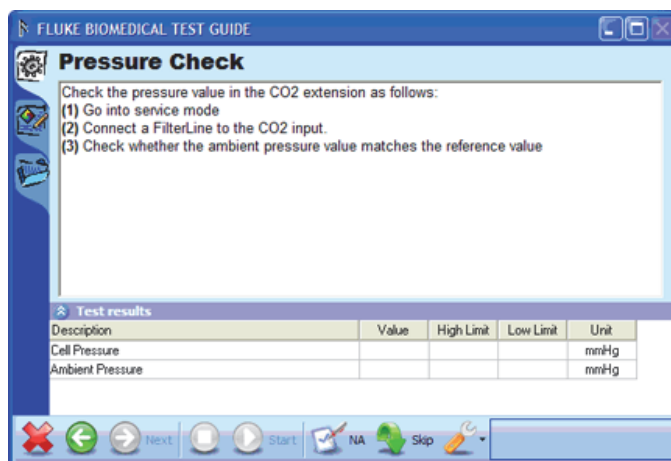 FLUKE BIOMEDICAL TEST GUIDE
Pressure Check
Check the pressure value in the CO2 extension as follows:
(1) Go into service mode
(2) Connect a FilterLine to the CO2 input.
(3) Check whether the ambient pressure value matches the reference value
Test results
Description Value High Limit Low Limit Unit
Cell Pressure mmHg
Ambient Pressure mmHg
Next Start NA Skip